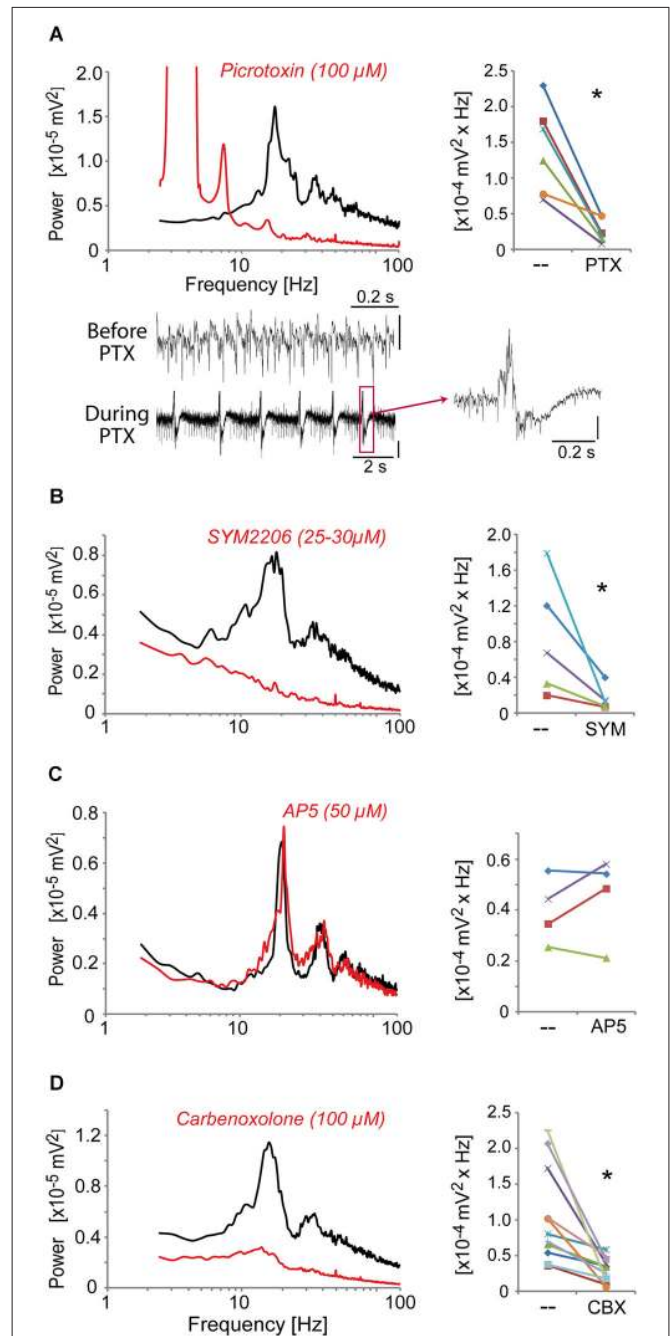 A
Picrotoxin (100 µM)
Power [x10-5 mV2]
2.0
1.5
1.0
0.5
0
1
10
100
Frequency [Hz]
[x10-4 mV2 x Hz]
2.5
2.0
1.5
1.0
0.5
0
*
--
PTX
0.2 s
Before
PTX
During
PTX
2 s
0.2 s
B
SYM2206 (25-30µM)
Power [x10-5 mV2]
0.8
0.6
0.4
0.2
0
1
10
100
[x10-4 mV2 x Hz]
2.0
1.6
1.2
0.8
0.4
0
*
--
SYM
C
AP5 (50 µM)
Power [x10-5 mV2]
0.8
0.6
0.4
0.2
0
1
10
100
[x10-4 mV2 x Hz]
0.6
0.4
0.2
0
--
AP5
D
Carbenoxolone (100 µM)
Power [x10-5 mV2]
1.2
0.8
0.4
0
1
10
100
Frequency [Hz]
[x10-4 mV2 x Hz]
2.5
2.0
1.5
1.0
0.5
0
*
--
CBX